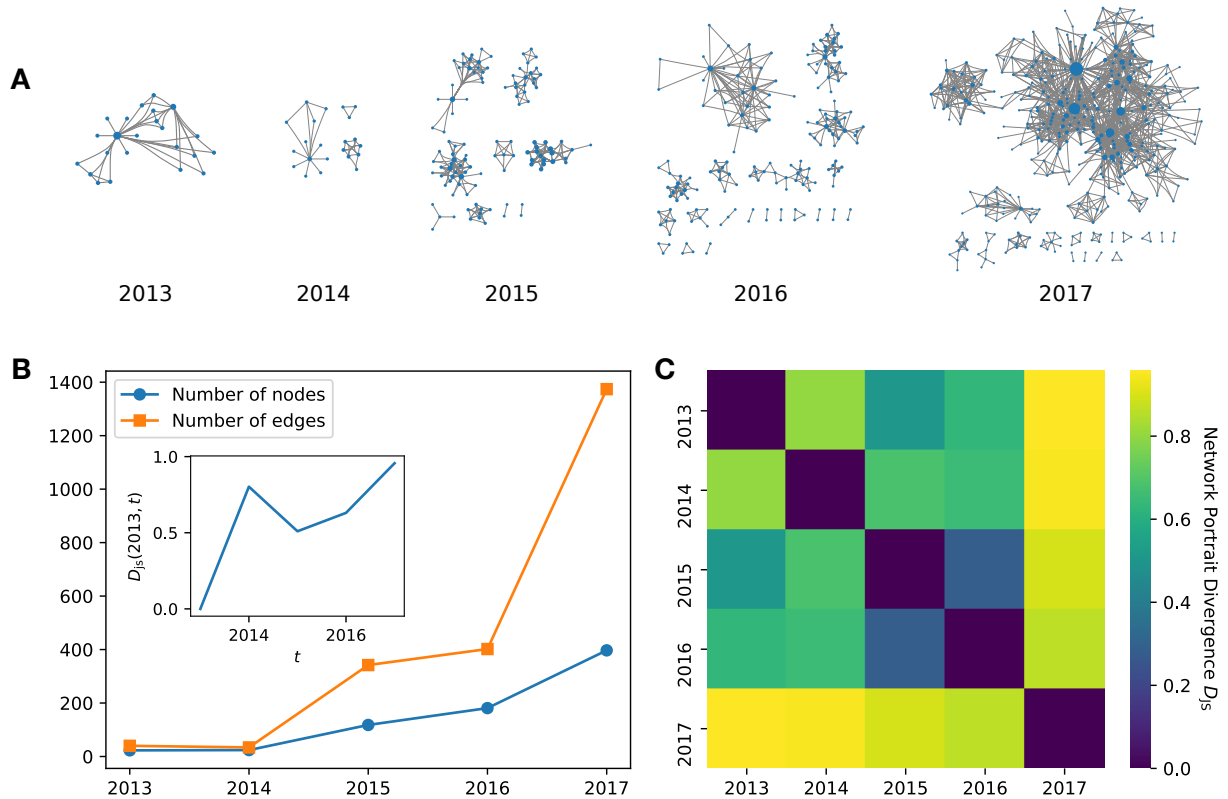 A
2013 2014 2015 2016 2017
B
1400
1200
1000
800
600
400
200
0
Number of nodes
Number of edges
1.0
0.5
0.0
D_js(2013, t)
2014 2016
t
2013 2014 2015 2016 2017
C
2013
2014
2015
2016
2017
2013 2014 2015 2016 2017
0.8
0.6
0.4
0.2
0.0
Network Portrait Divergence D_JS